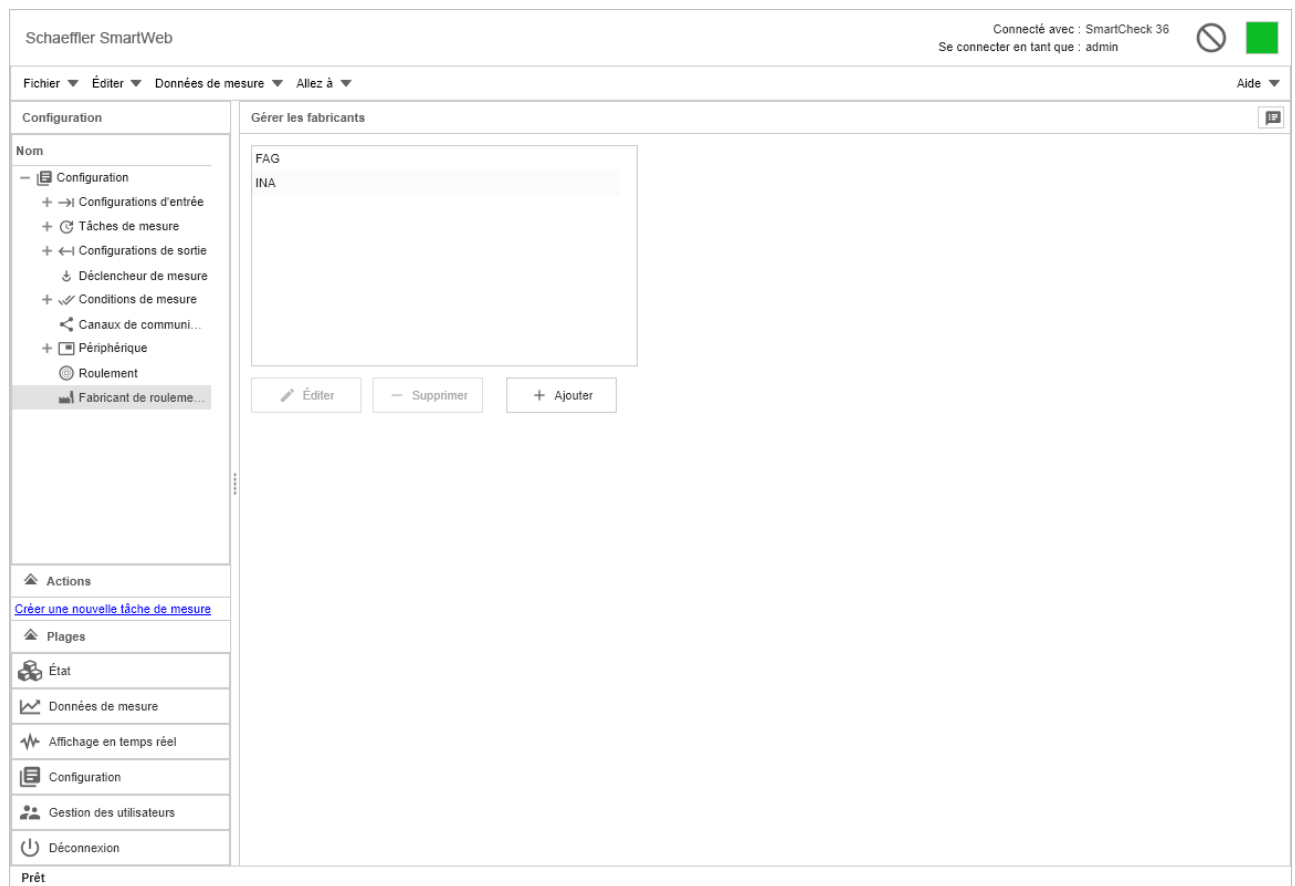 Schaeffler SmartWeb
Connecté avec : SmartCheck 36
Se connecter en tant que : admin
Fichier Éditer Données de mesure Allez à Aide
Configuration
Gérer les fabricants
Nom
Configuration
Configurations d'entrée
Tâches de mesure
Configurations de sortie
Déclencheur de mesure
Conditions de mesure
Canaux de communi...
Périphérique
Roulement
Fabricant de rouleme...
FAG
INA
Éditer
Supprimer
Ajouter
Actions
Créer une nouvelle tâche de mesure
Plages
État
Données de mesure
Affichage en temps réel
Configuration
Gestion des utilisateurs
Déconnexion
Prêt